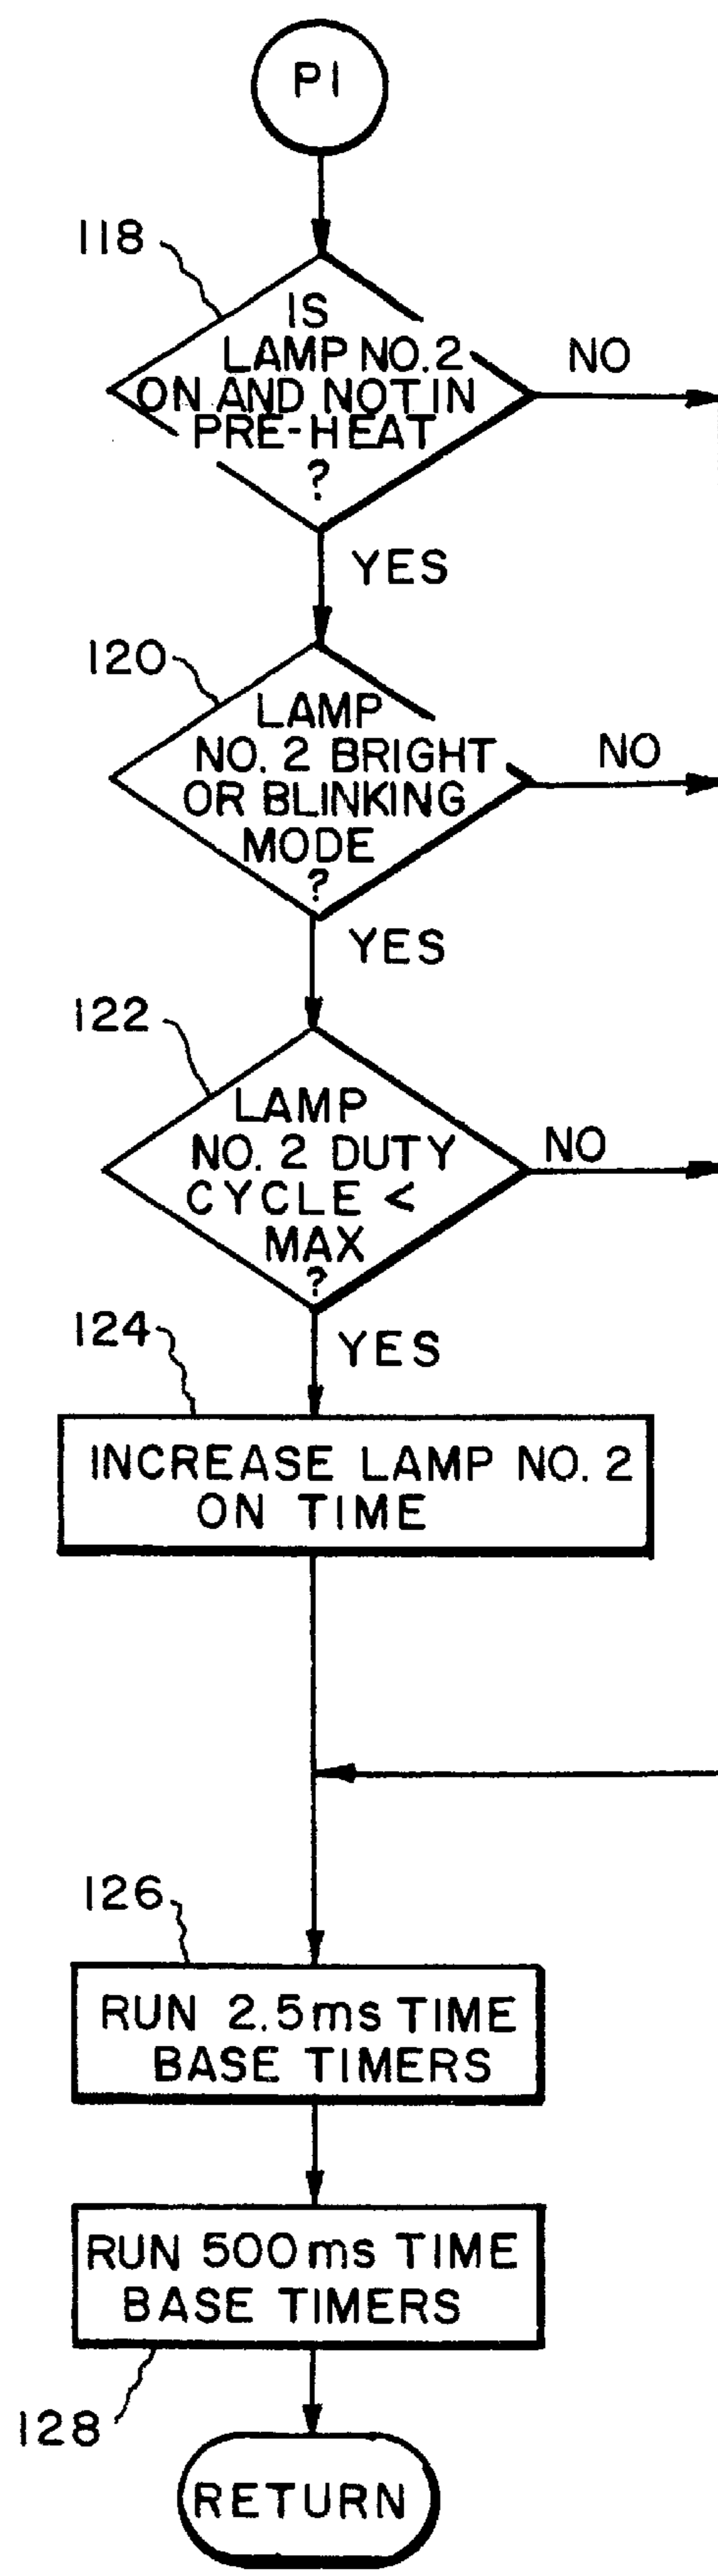 P1
118
IS
LAMP NO. 2
ON AND NOT IN
PRE-HEAT
?
NO
YES
120
LAMP
NO. 2 BRIGHT
OR BLINKING
MODE
?
NO
YES
122
LAMP
NO. 2 DUTY
CYCLE <
MAX
?
NO
YES
124
INCREASE LAMP NO. 2
ON TIME
126
RUN 2.5ms TIME
BASE TIMERS
RUN 500ms TIME
BASE TIMERS
128
RETURN